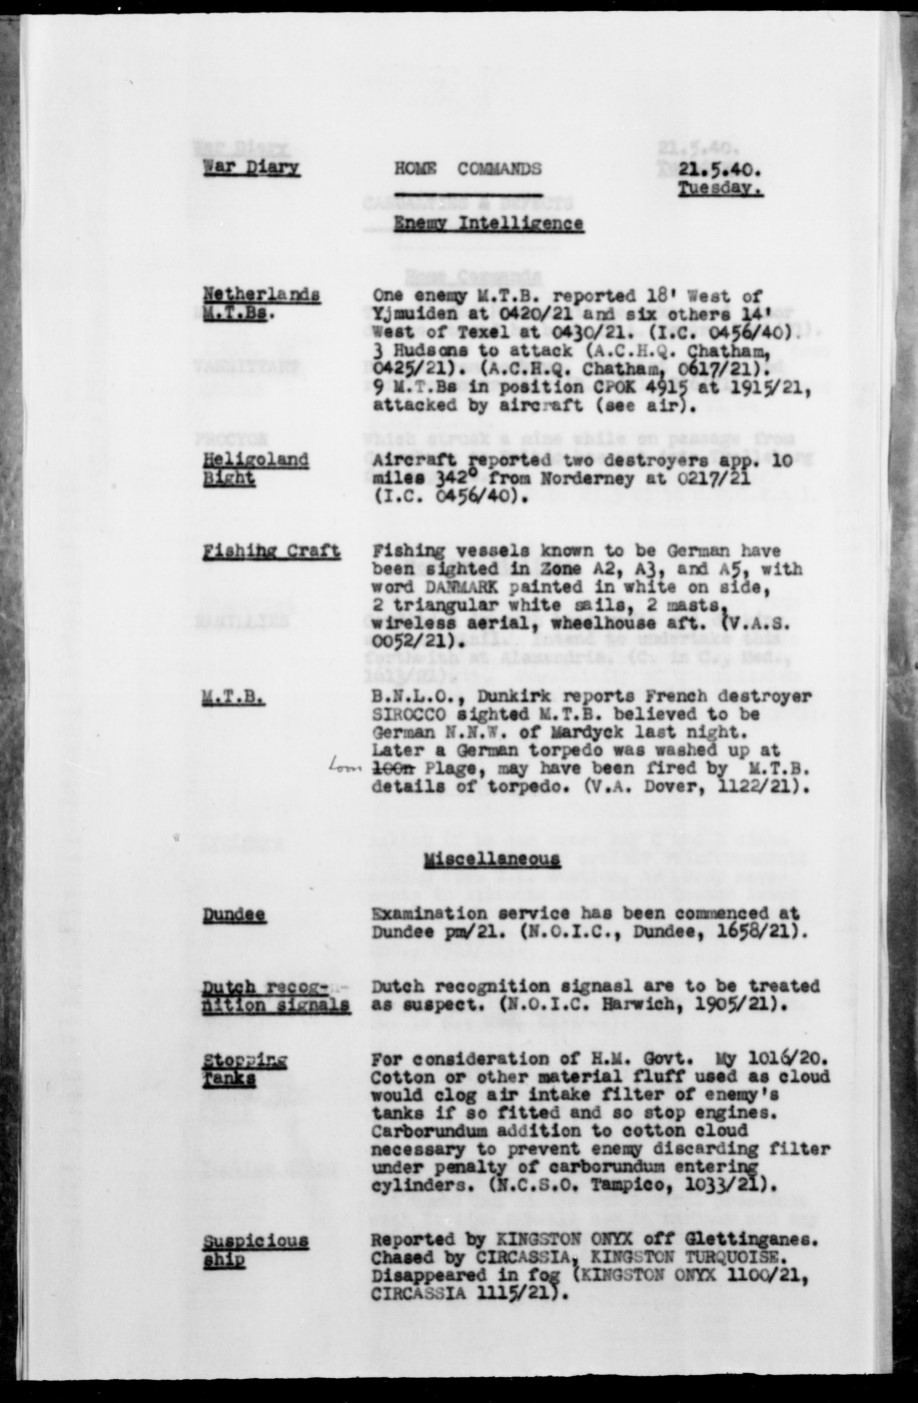 War Diary HOME COMMANDS 21.5.40.
Tuesday.
Enemy Intelligence
Netherlands One enemy M.T.B. reported 18' West of
M.T.Bs. Yjmuiden at 0420/21 and six others 14'
West of Texel at 0430/21. (I.C. 0456/40).
3 Hudsons to attack (A.C.H.Q. Chatham,
0425/21). (A.C.H.Q. Chatham, 0617/21).
9 M.T.Bs in position CPOK 4915 at 1915/21,
attacked by aircraft (see air).
Heligoland Aircraft reported two destroyers app. 10
Bight miles 342° from Norderney at 0217/21
(I.C. 0456/40).
Fishing Craft Fishing vessels known to be German have
been sighted in Zone A2, A3, and A5, with
word DANMARK painted in white on side,
2 triangular white sails, 2 masts,
wireless aerial, wheelhouse aft. (V.A.S.
0052/21).
M.T.B. B.N.L.O., Dunkirk reports French destroyer
SIROCCO sighted M.T.B. believed to be
German N.N.W. of Mardyck last night.
Later a German torpedo was washed up at
Loon 100n Plage, may have been fired by M.T.B.
details of torpedo. (V.A. Dover, 1122/21).
Miscellaneous
Dundee Examination service has been commenced at
Dundee pm/21. (N.O.I.C., Dundee, 1658/21).
Dutch recog- Dutch recognition signasl are to be treated
nition signals as suspect. (N.O.I.C. Harwich, 1905/21).
Stopping For consideration of H.M. Govt. My 1016/20.
Tanks Cotton or other material fluff used as cloud
would clog air intake filter of enemy's
tanks if so fitted and so stop engines.
Carborundum addition to cotton cloud
necessary to prevent enemy discarding filter
under penalty of carborundum entering
cylinders. (N.C.S.O. Tampico, 1033/21).
Suspicious Reported by KINGSTON ONYX off Glettinganes.
ship Chased by CIRCASSIA, KINGSTON TURQUOISE.
Disappeared in fog (KINGSTON ONYX 1100/21,
CIRCASSIA 1115/21).